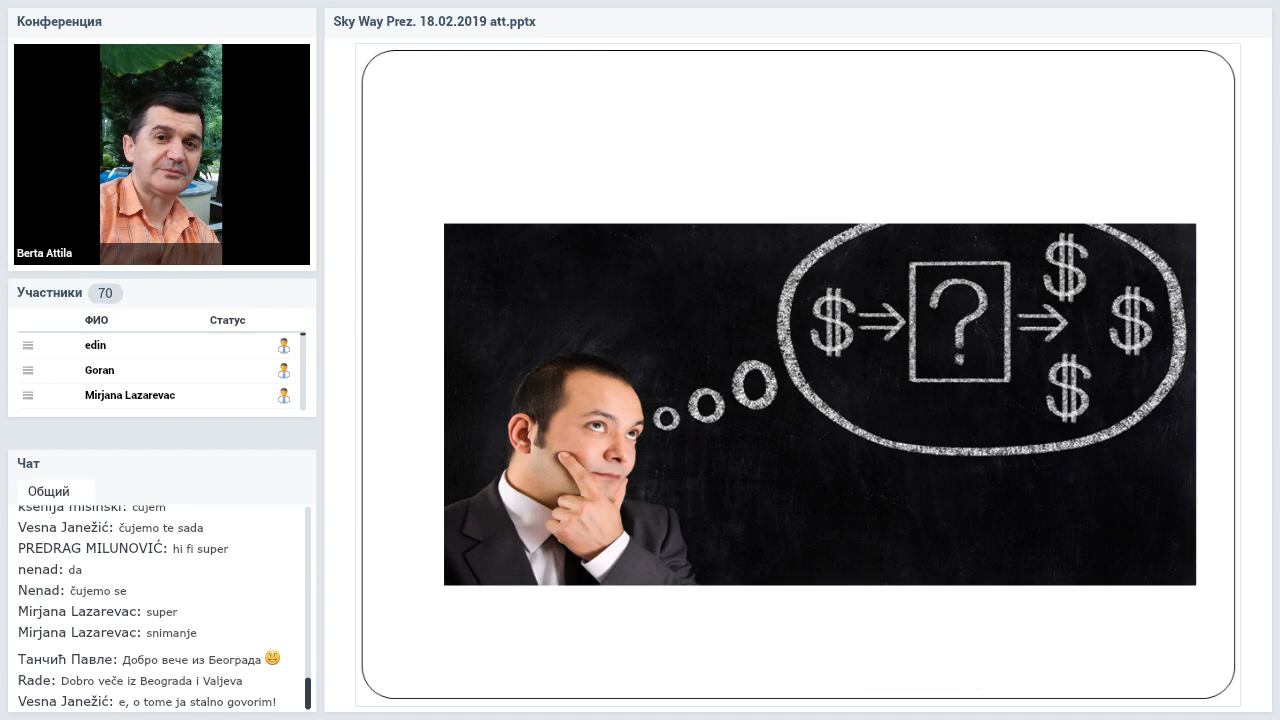 Конференция
Berta Attila
Участники 70
ФИО Статус
edin
Goran
Mirjana Lazarevac
Чат
Общий
ksenija misinski: čujem
Vesna Janežić: čujemo te sada
PREDRAG MILUNOVIĆ: hi fi super
nenad: da
Nenad: čujemo se
Mirjana Lazarevac: super
Mirjana Lazarevac: snimanje
Танчић Павле: Добро вече из Београда
Rade: Dobro veče iz Beograda i Valjeva
Vesna Janežić: e, o tome ja stalno govorim!
Sky Way Prez. 18.02.2019 att.pptx
$ ⇒ ? ⇒ $ $ $